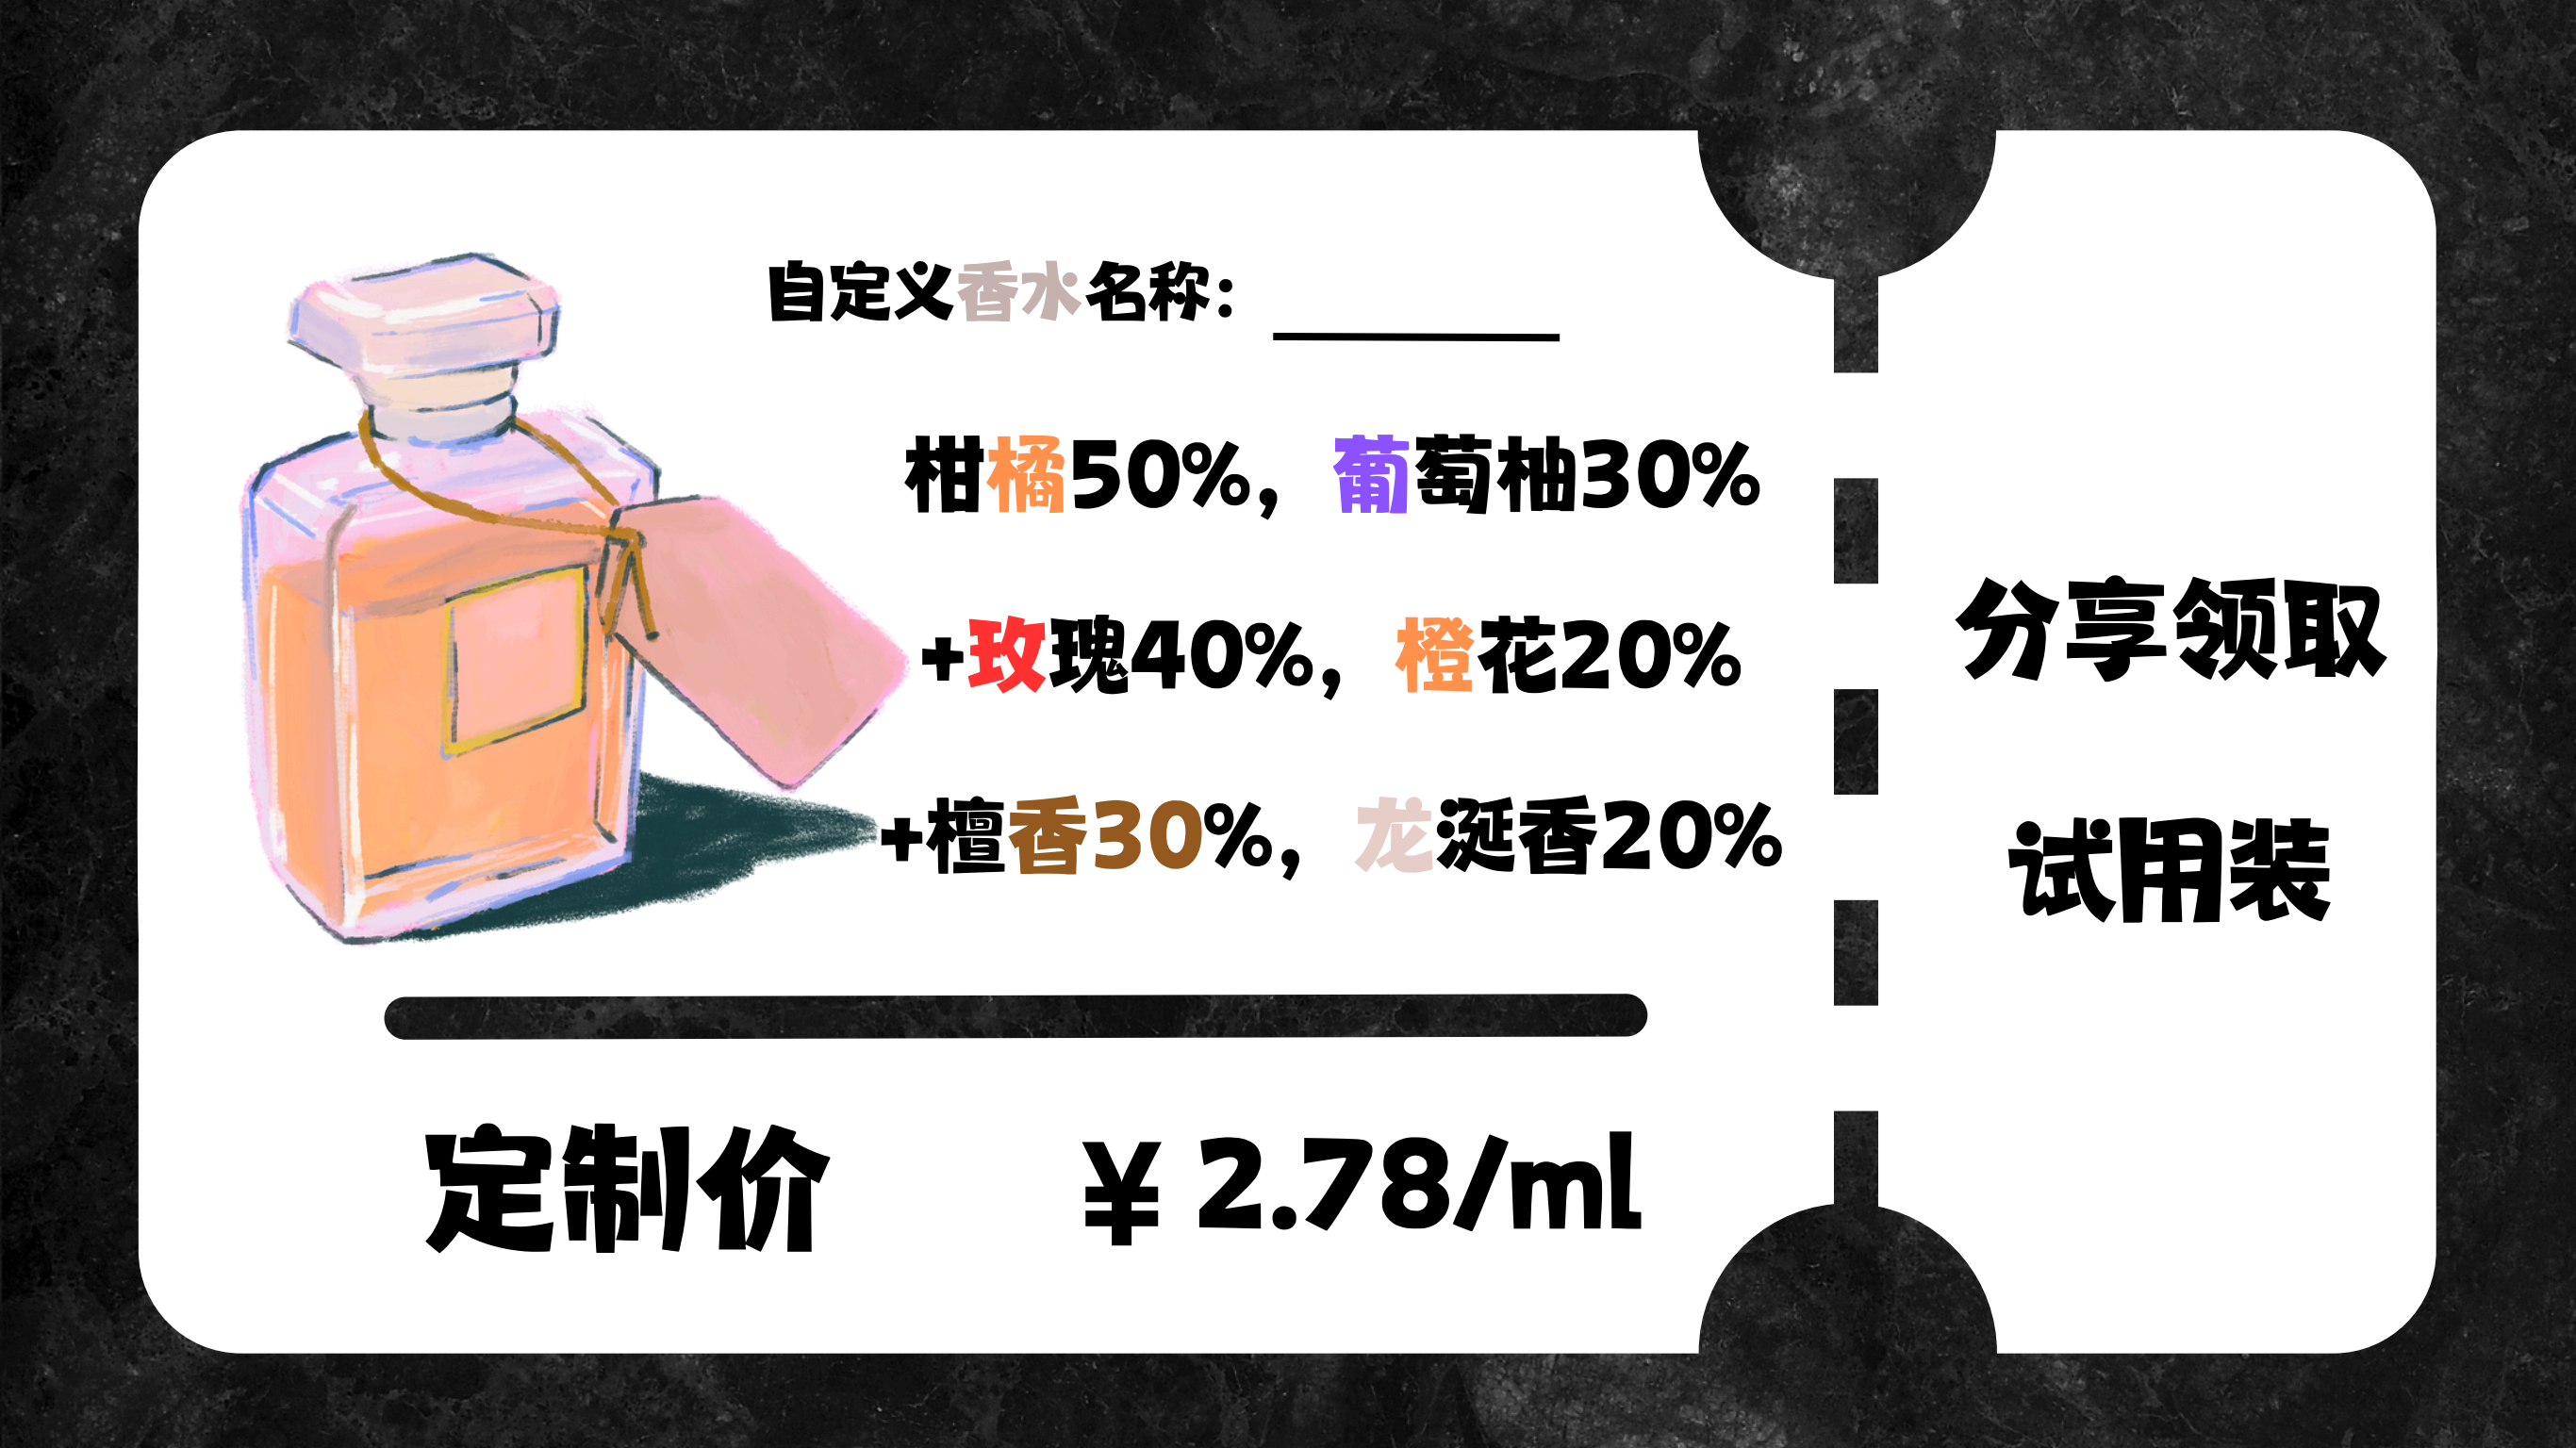 自定义香水名称:
柑橘50%, 葡萄柚30%
+玫瑰40%, 橙花20%
+檀香30%, 龙涎香20%
分享领取
试用装
定制价 ¥ 2.78/ml